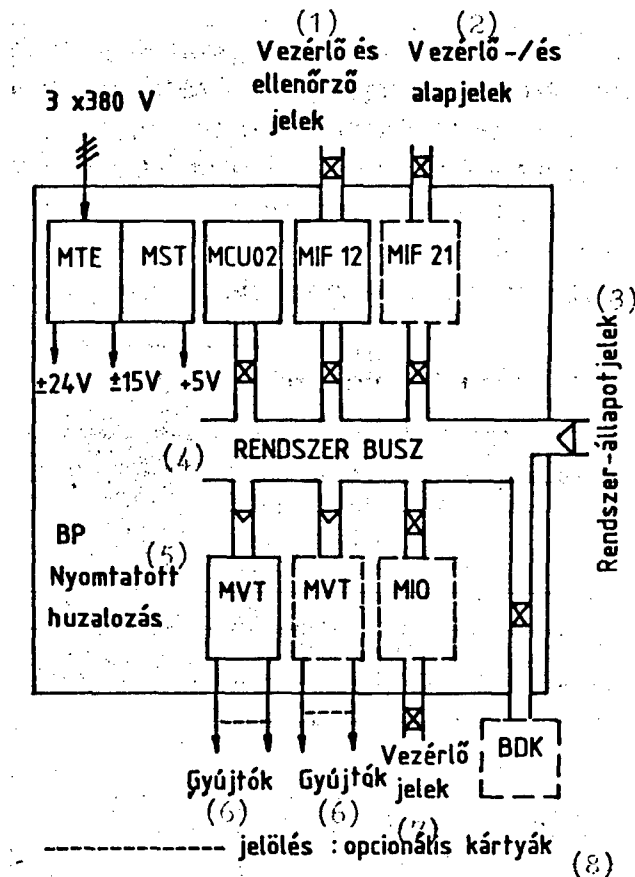 (1)
Vezérlő és
ellenőrző
jelek
(2)
Vezérlő -/és
alapjelek
3 x380 V
MTE
MST
MCU02
MIF 12
MIF 21
(3)
Rendszer-állapotjelek
±24V
±15V
+5V
(4)
RENDSZER BUSZ
BP
(5)
Nyomtatott
huzalozás
MVT
MVT
MIO
BDK
Gyújtók
(6)
Gyújtók
(6)
Vezérlő
jelek
(7)
jelölés : opcionális kártyák
(8)